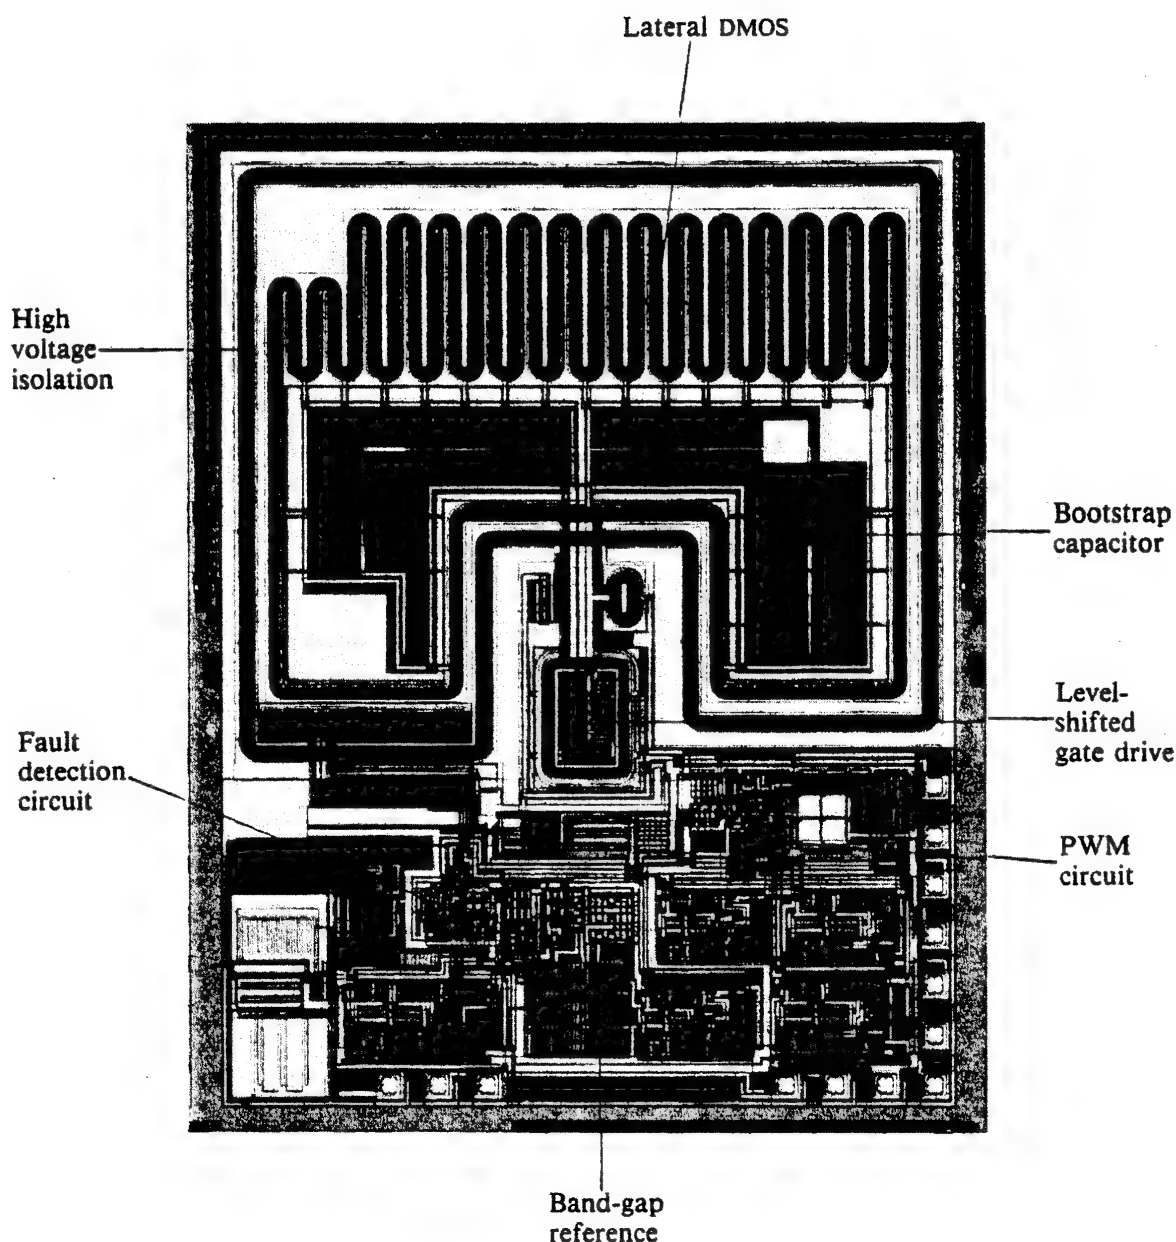 Lateral DMOS
High
voltage
isolation
Bootstrap
capacitor
Level-
shifted
gate drive
Fault
detection
circuit
PWM
circuit
Band-gap
reference